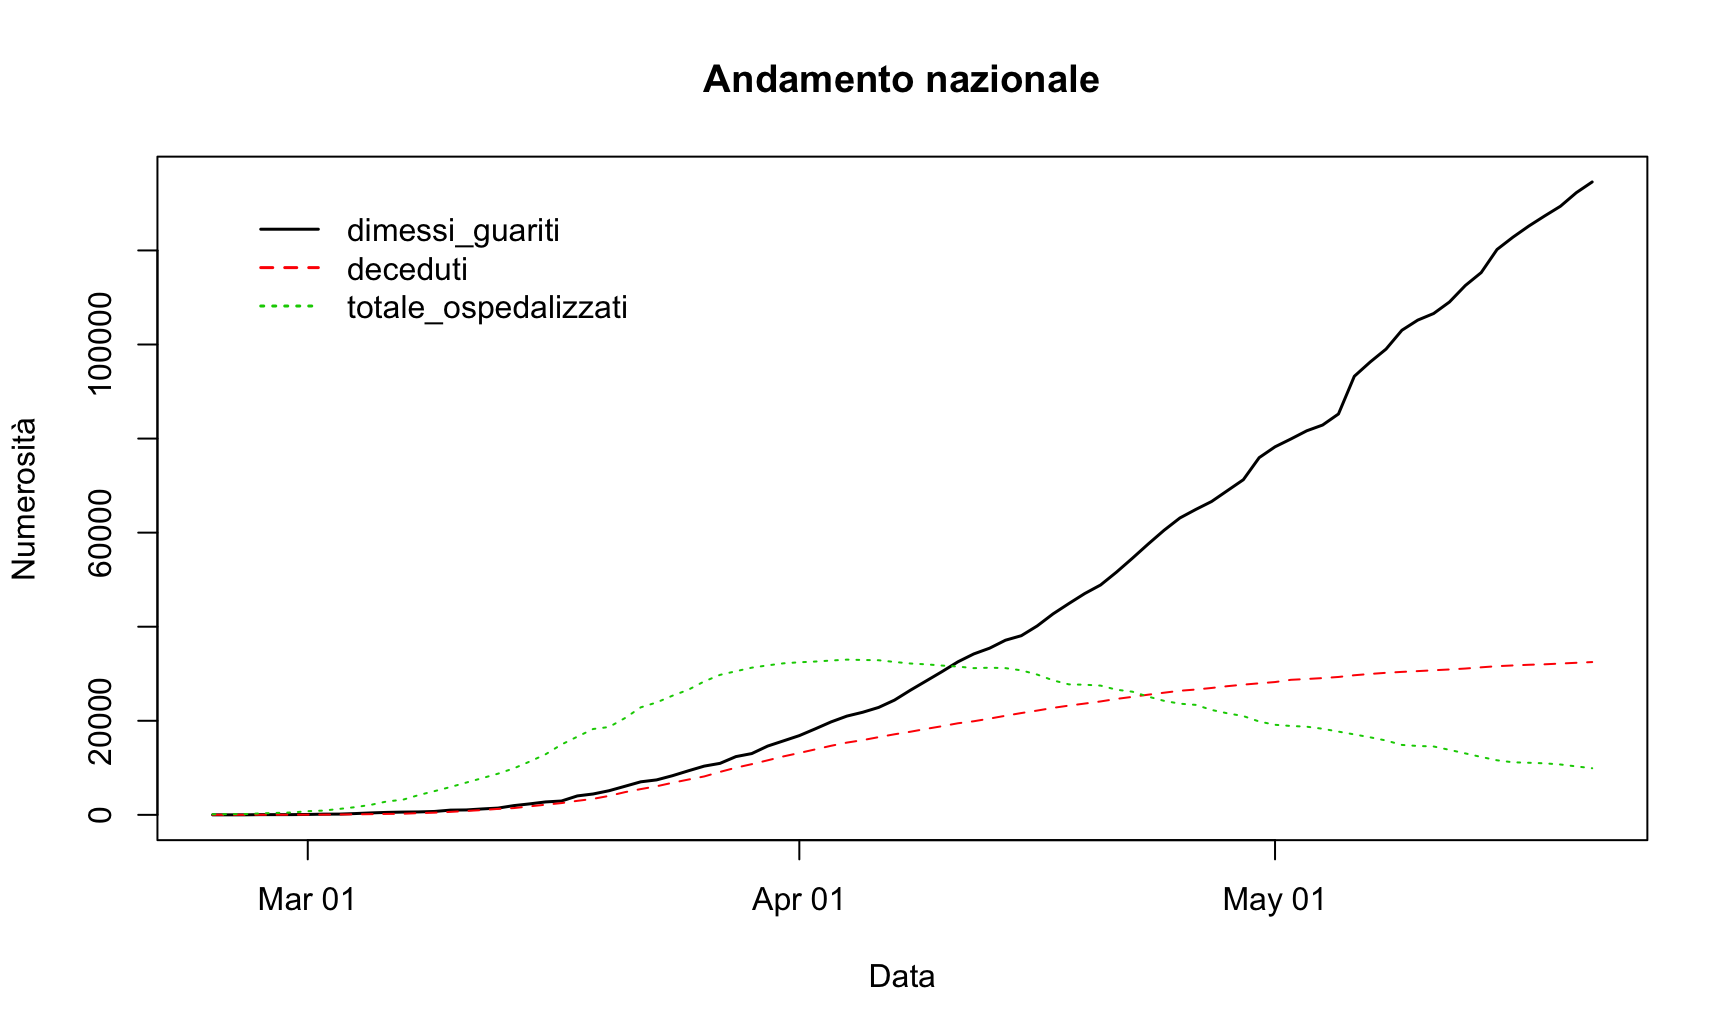 Andamento nazionale
dimessi_guariti
deceduti
totale_ospedalizzati
Numerosità
100000
60000
20000
0
Mar 01
Apr 01
May 01
Data